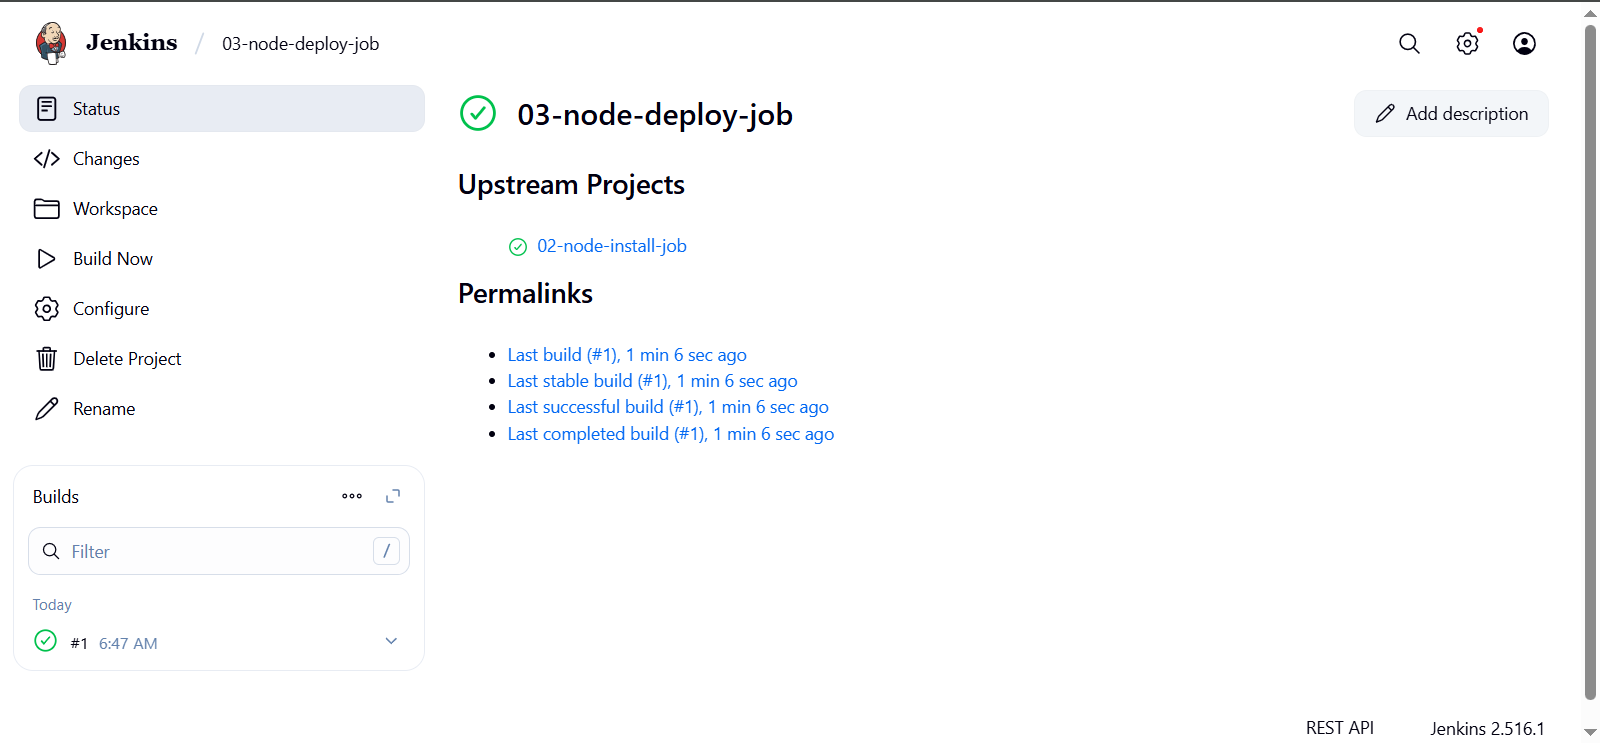 Jenkins / 03-node-deploy-job
Status
Changes
Workspace
Build Now
Configure
Delete Project
Rename
Builds
Filter /
Today
#1 6:47 AM
03-node-deploy-job
Add description
Upstream Projects
02-node-install-job
Permalinks
Last build (#1), 1 min 6 sec ago
Last stable build (#1), 1 min 6 sec ago
Last successful build (#1), 1 min 6 sec ago
Last completed build (#1), 1 min 6 sec ago
REST API Jenkins 2.516.1